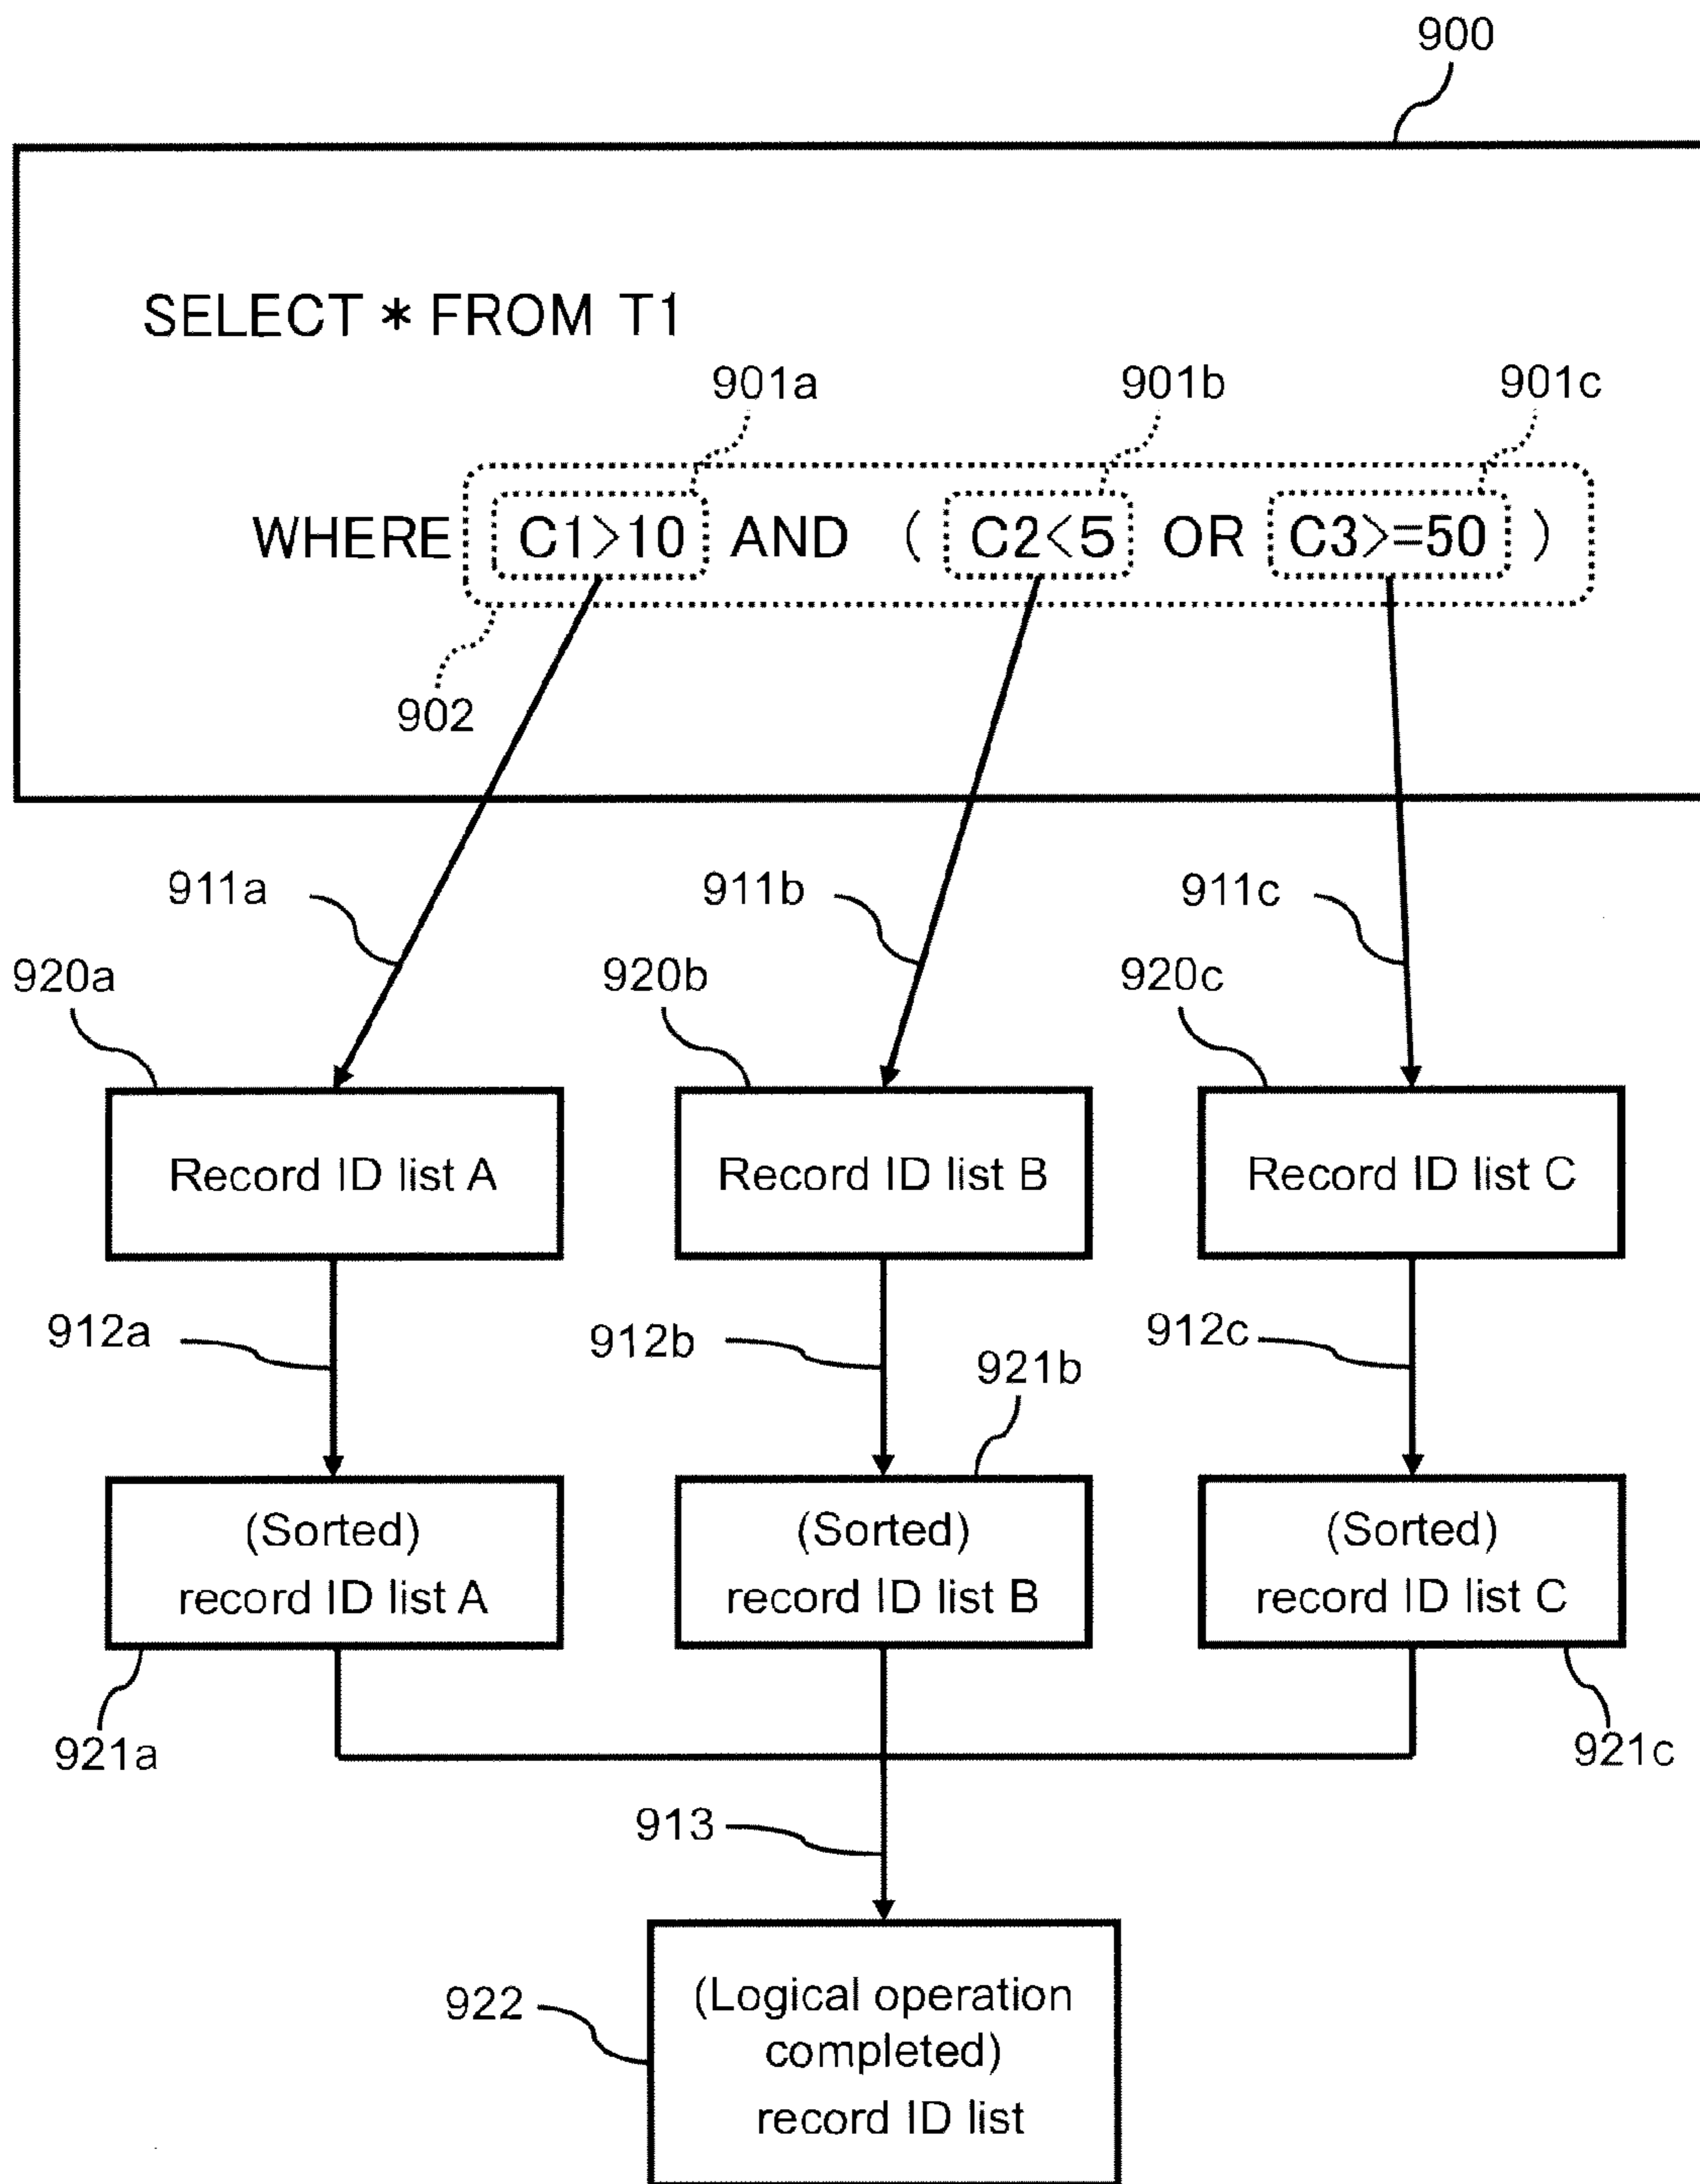 900
SELECT * FROM T1
901a 901b 901c
WHERE C1>10 AND ( C2<5 OR C3>=50 )
902
911a 911b 911c
920a 920b 920c
Record ID list A Record ID list B Record ID list C
912a 912b 912c
921b
(Sorted) (Sorted) (Sorted)
record ID list A record ID list B record ID list C
921a 921c
913
922
(Logical operation
completed)
record ID list